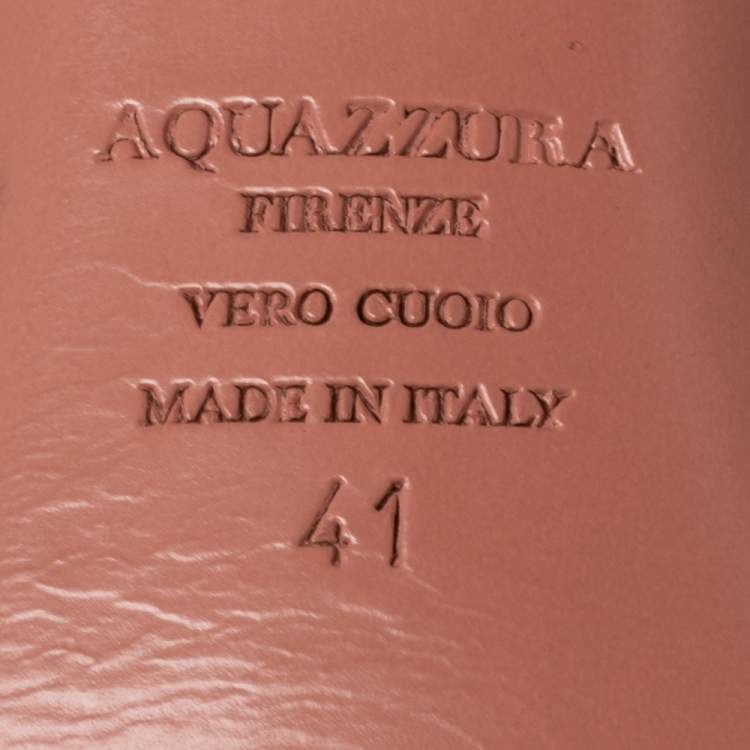 AQUAZZURA
FIRENZE
VERO CUOIO
MADE IN ITALY
41